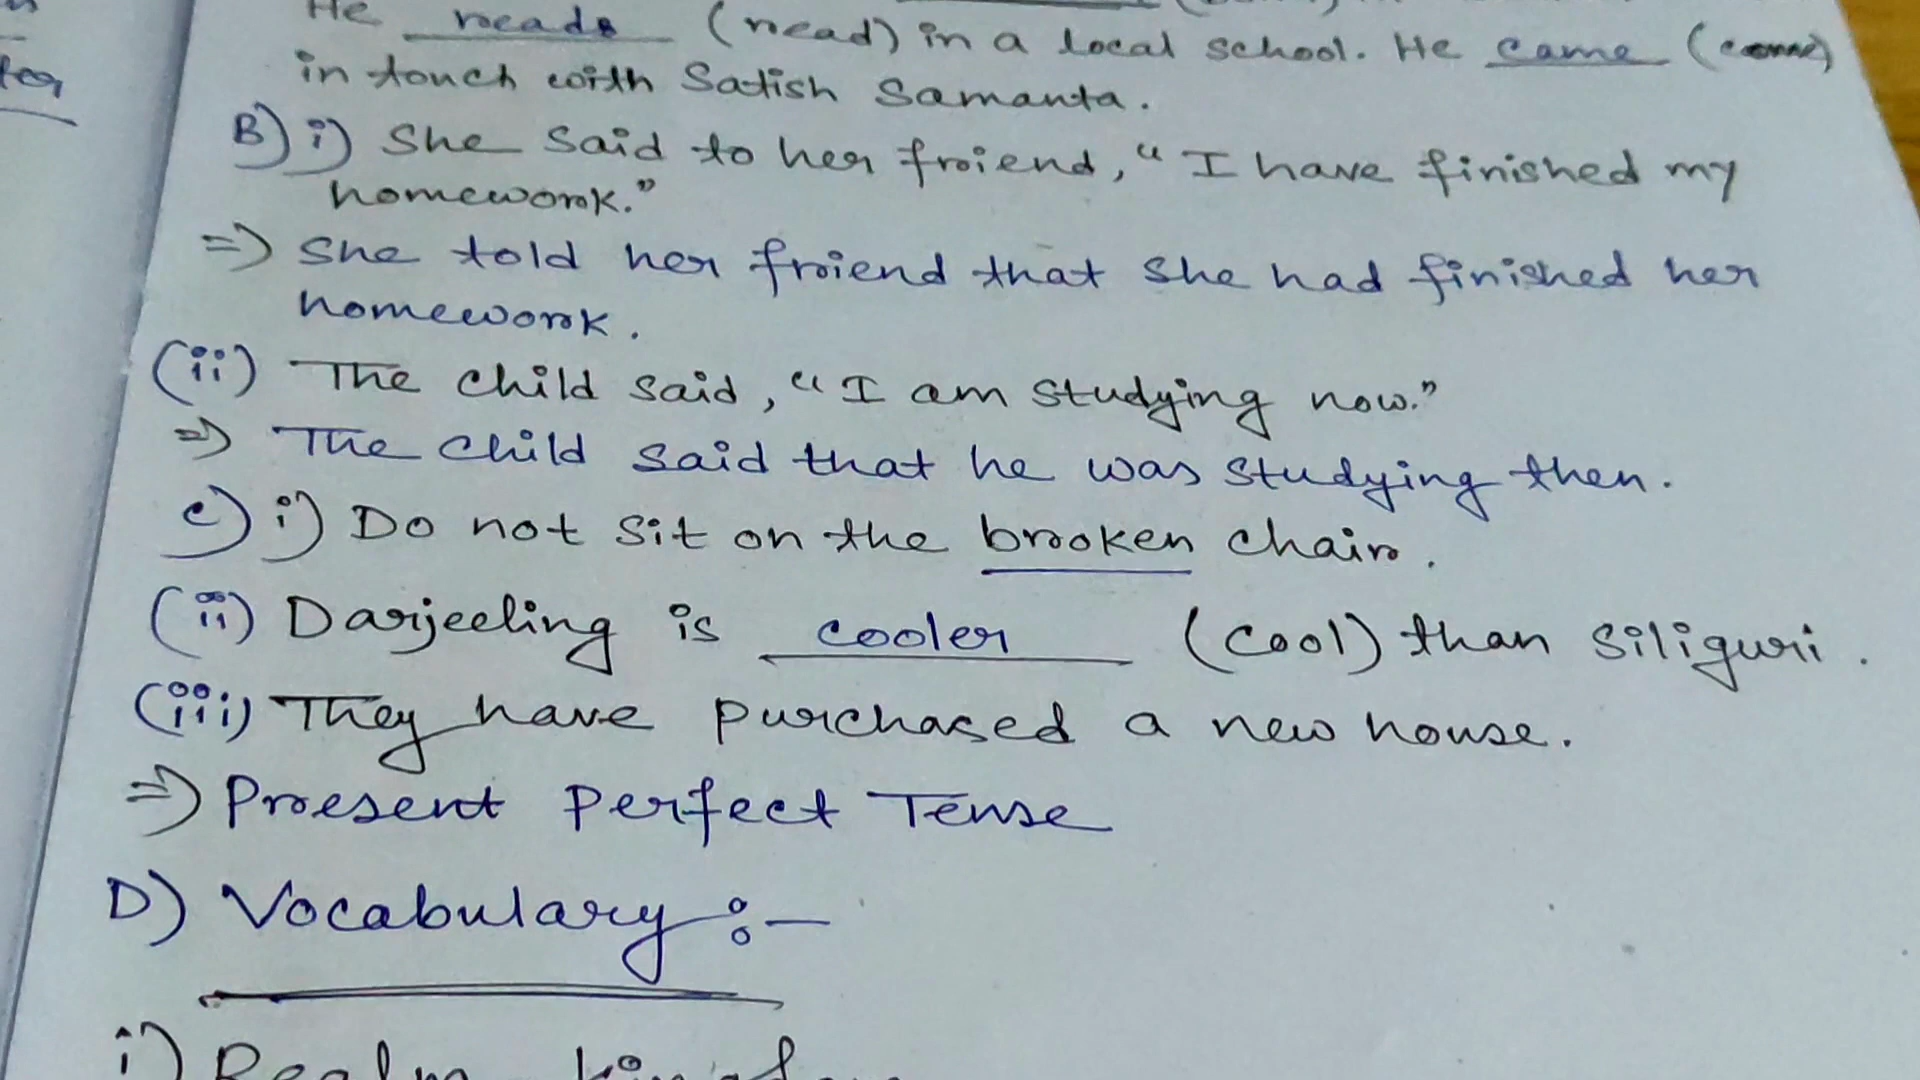 He reads (read) in a local school. He came (come)
in touch with Satish Samanta.
B) i) She said to her friend, "I have finished my
homework."
=> She told her friend that she had finished her
homework.
(ii) The child said, "I am studying now."
=> The child said that he was studying then.
C) i) Do not sit on the broken chair.
(ii) Darjeeling is cooler (cool) than Siliguri.
(iii) They have purchased a new house.
=> Present Perfect Tense
D) Vocabulary :-
i) Realm